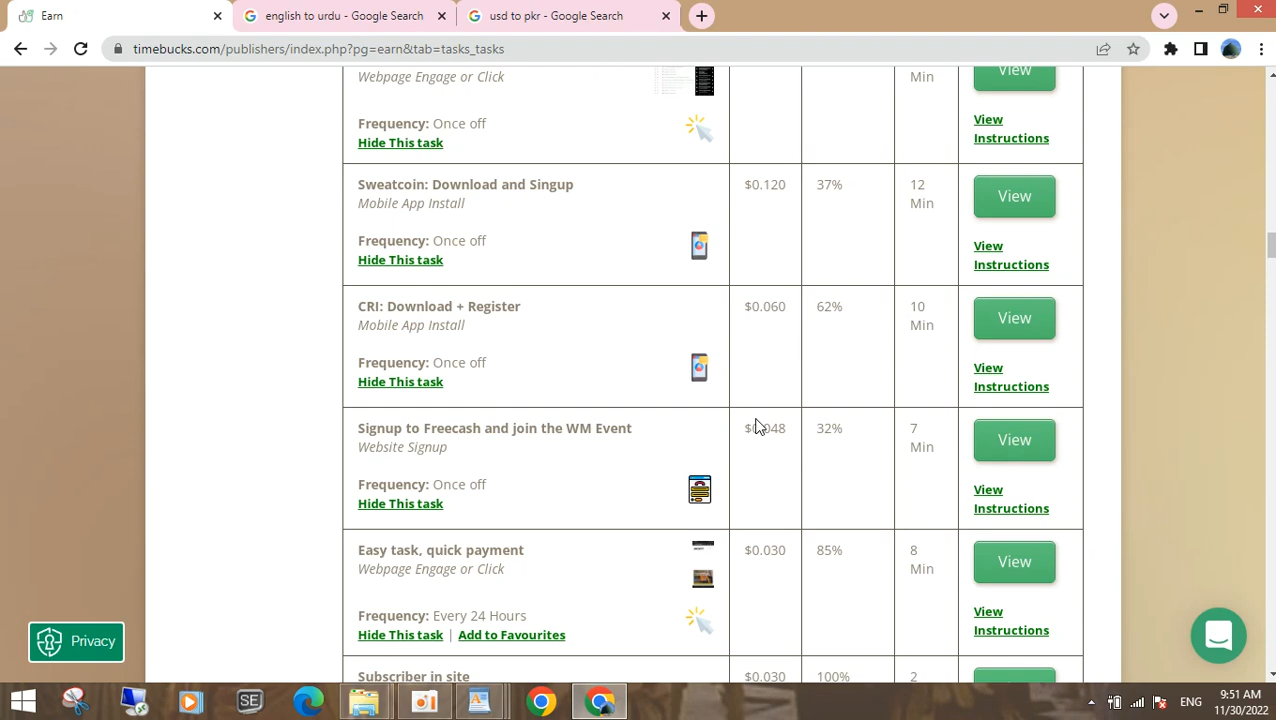 Earn
english to urdu - Google Search
usd to pkr - Google Search
timebucks.com/publishers/index.php?pg=earn&tab=tasks_tasks
Webpage Engage or Click
Min
View
Frequency: Once off
Hide This task
View
Instructions
Sweatcoin: Download and Singup
Mobile App Install
Frequency: Once off
Hide This task
$0.120
37%
12
Min
View
View
Instructions
CRI: Download + Register
Mobile App Install
Frequency: Once off
Hide This task
$0.060
62%
10
Min
View
View
Instructions
Signup to Freecash and join the WM Event
Website Signup
Frequency: Once off
Hide This task
$0.048
32%
7
Min
View
View
Instructions
Easy task, quick payment
Webpage Engage or Click
Frequency: Every 24 Hours
Hide This task | Add to Favourites
$0.030
85%
8
Min
View
View
Instructions
Subscriber in site
$0.030
100%
2
Privacy
SE
ENG
9:51 AM
11/30/2022